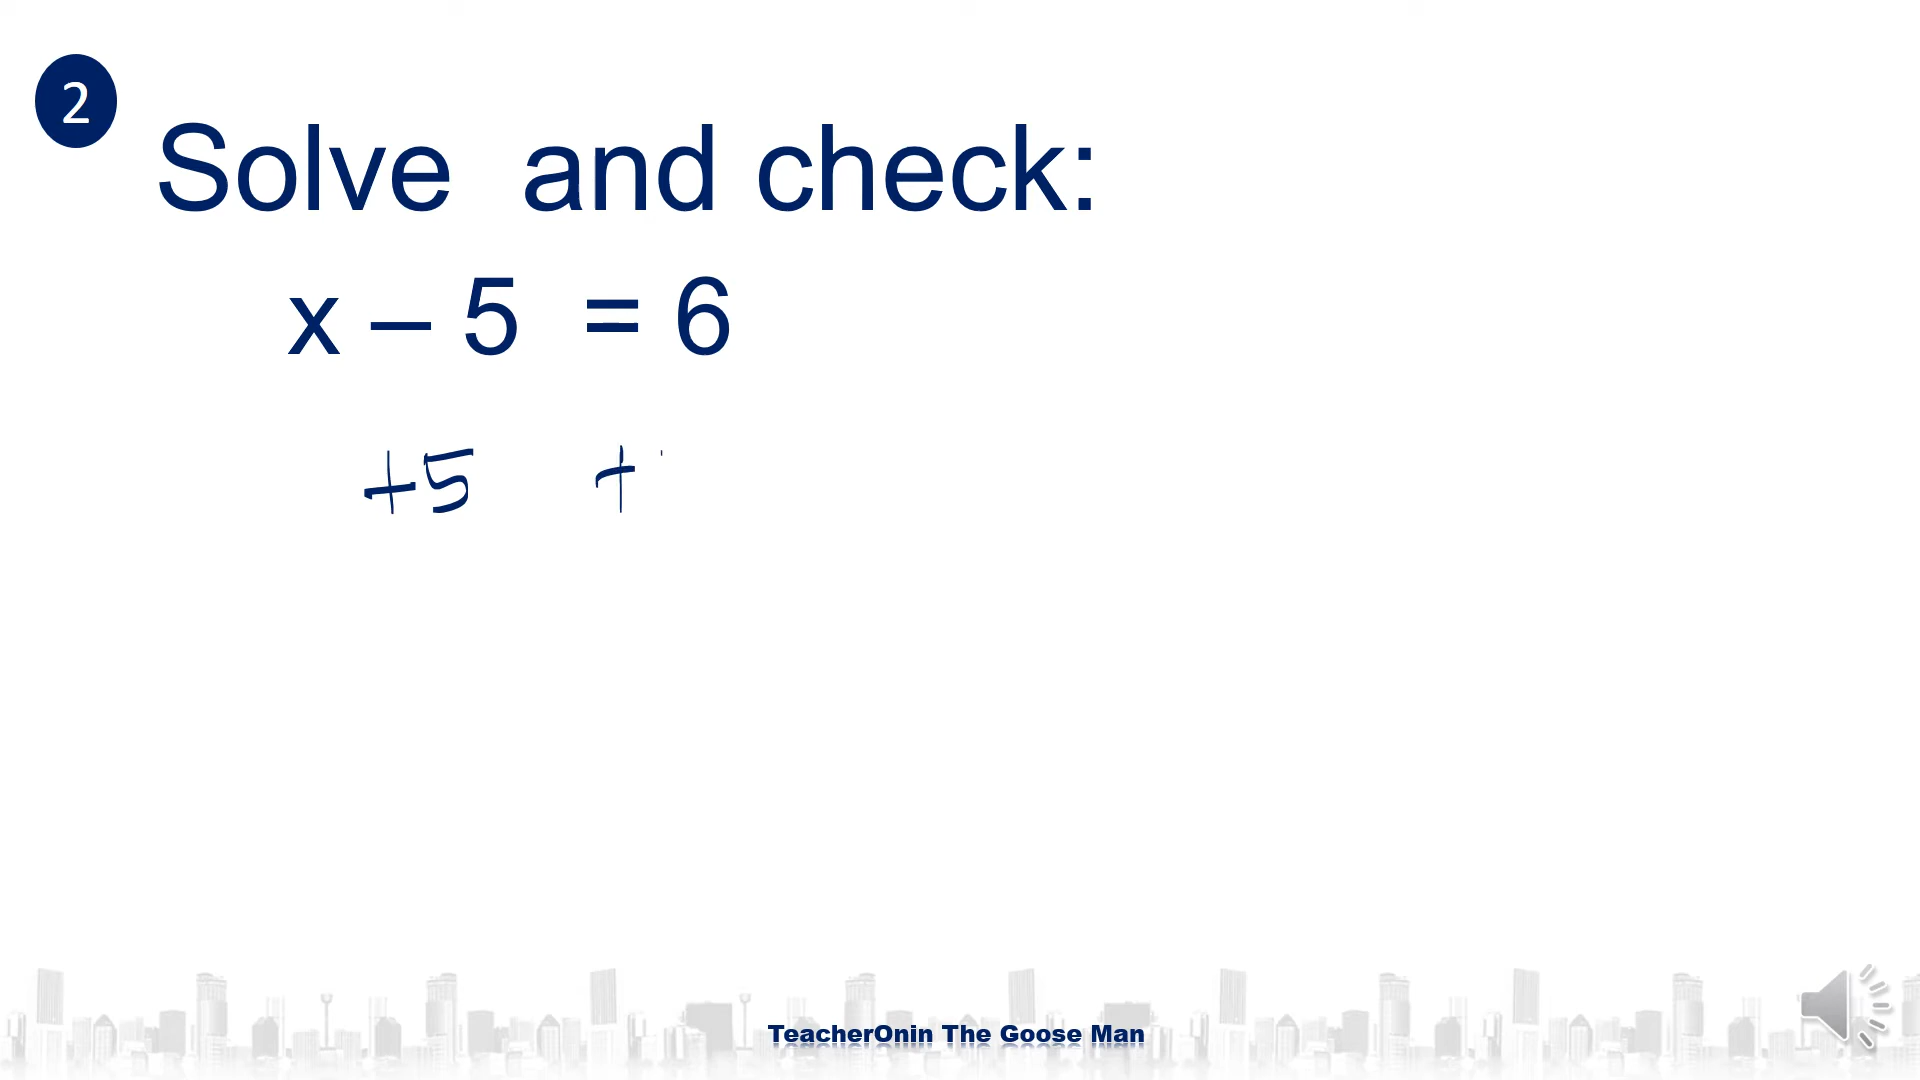 2
Solve and check:
x – 5 = 6
+5 +
TeacherOnin The Goose Man